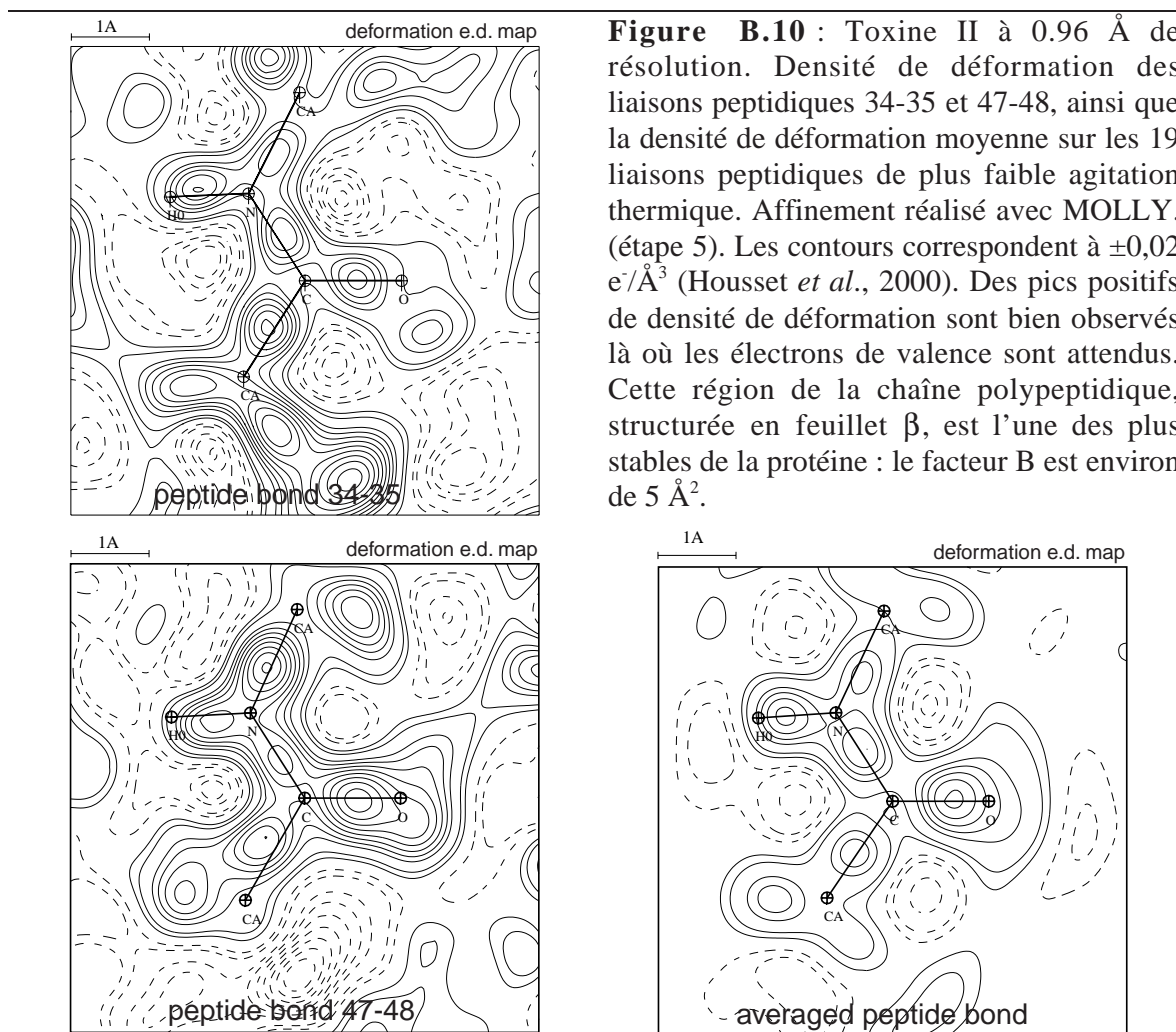 1A
deformation e.d. map
CA
H0
N
C
O
CA
peptide bond 34-35
Figure B.10 : Toxine II à 0.96 Å de
résolution. Densité de déformation des
liaisons peptidiques 34-35 et 47-48, ainsi que
la densité de déformation moyenne sur les 19
liaisons peptidiques de plus faible agitation
thermique. Affinement réalisé avec MOLLY.
(étape 5). Les contours correspondent à ±0,02
e⁻/Å³ (Housset et al., 2000). Des pics positifs
de densité de déformation sont bien observés
là où les électrons de valence sont attendus.
Cette région de la chaîne polypeptidique,
structurée en feuillet β, est l’une des plus
stables de la protéine : le facteur B est environ
de 5 Å².
1A
deformation e.d. map
CA
H0
N
C
O
CA
peptide bond 47-48
1A
deformation e.d. map
CA
H0
N
C
O
CA
averaged peptide bond